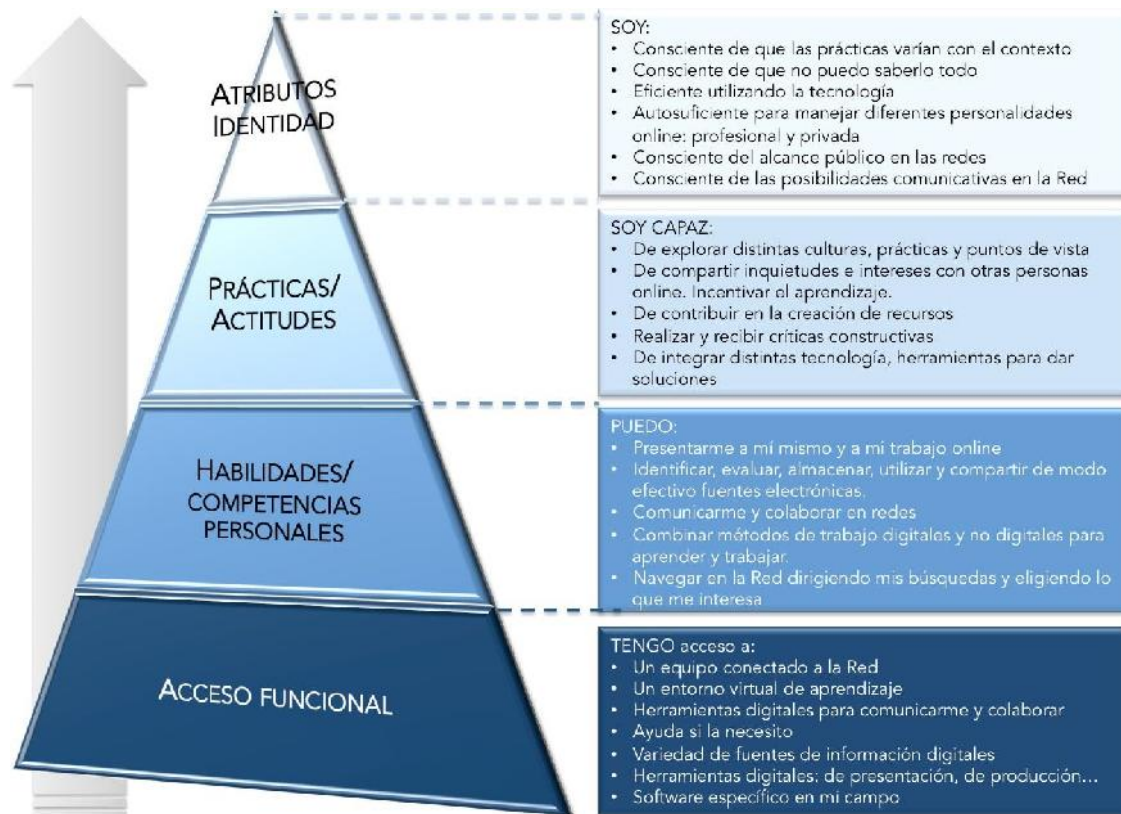 ATRIBUTOS
IDENTIDAD
SOY:
• Consciente de que las prácticas varían con el contexto
• Consciente de que no puedo saberlo todo
• Eficiente utilizando la tecnología
• Autosuficiente para manejar diferentes personalidades
online: profesional y privada
• Consciente del alcance público en las redes
• Consciente de las posibilidades comunicativas en la Red
PRÁCTICAS/
ACTITUDES
SOY CAPAZ:
• De explorar distintas culturas, prácticas y puntos de vista
• De compartir inquietudes e intereses con otras personas
online. Incentivar el aprendizaje.
• De contribuir en la creación de recursos
• Realizar y recibir críticas constructivas
• De integrar distintas tecnología, herramientas para dar
soluciones
HABILIDADES/
COMPETENCIAS
PERSONALES
PUEDO:
• Presentarme a mí mismo y a mí trabajo online
• Identificar, evaluar, almacenar, utilizar y compartir de modo
efectivo fuentes electrónicas.
• Comunicarme y colaborar en redes
• Combinar métodos de trabajo digitales y no digitales para
aprender y trabajar.
• Navegar en la Red dirigiendo mis búsquedas y eligiendo lo
que me interesa
ACCESO FUNCIONAL
TENGO acceso a:
• Un equipo conectado a la Red
• Un entorno virtual de aprendizaje
• Herramientas digitales para comunicarme y colaborar
• Ayuda si la necesito
• Variedad de fuentes de información digitales
• Herramientas digitales: de presentación, de producción...
• Software específico en mi campo